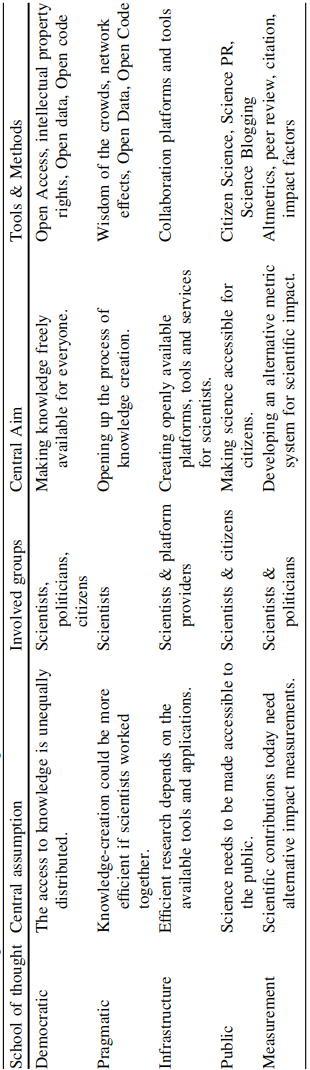 School of thought Central assumption Involved groups Central Aim Tools & Methods
Democratic The access to knowledge is unequally Scientists, Making knowledge freely Open Access, intellectual property
distributed. politicians, available for everyone. rights, Open data, Open code
citizens
Pragmatic Knowledge-creation could be more Scientists Opening up the process of Wisdom of the crowds, network
efficient if scientists worked knowledge creation. effects, Open Data, Open Code
together.
Infrastructure Efficient research depends on the Scientists & platform Creating openly available Collaboration platforms and tools
available tools and applications. providers platforms, tools and services
for scientists.
Public Science needs to be made accessible to Scientists & citizens Making science accessible for Citizen Science, Science PR,
the public. citizens. Science Blogging
Measurement Scientific contributions today need Scientists & Developing an alternative metric Altmetrics, peer review, citation,
alternative impact measurements. politicians system for scientific impact. impact factors